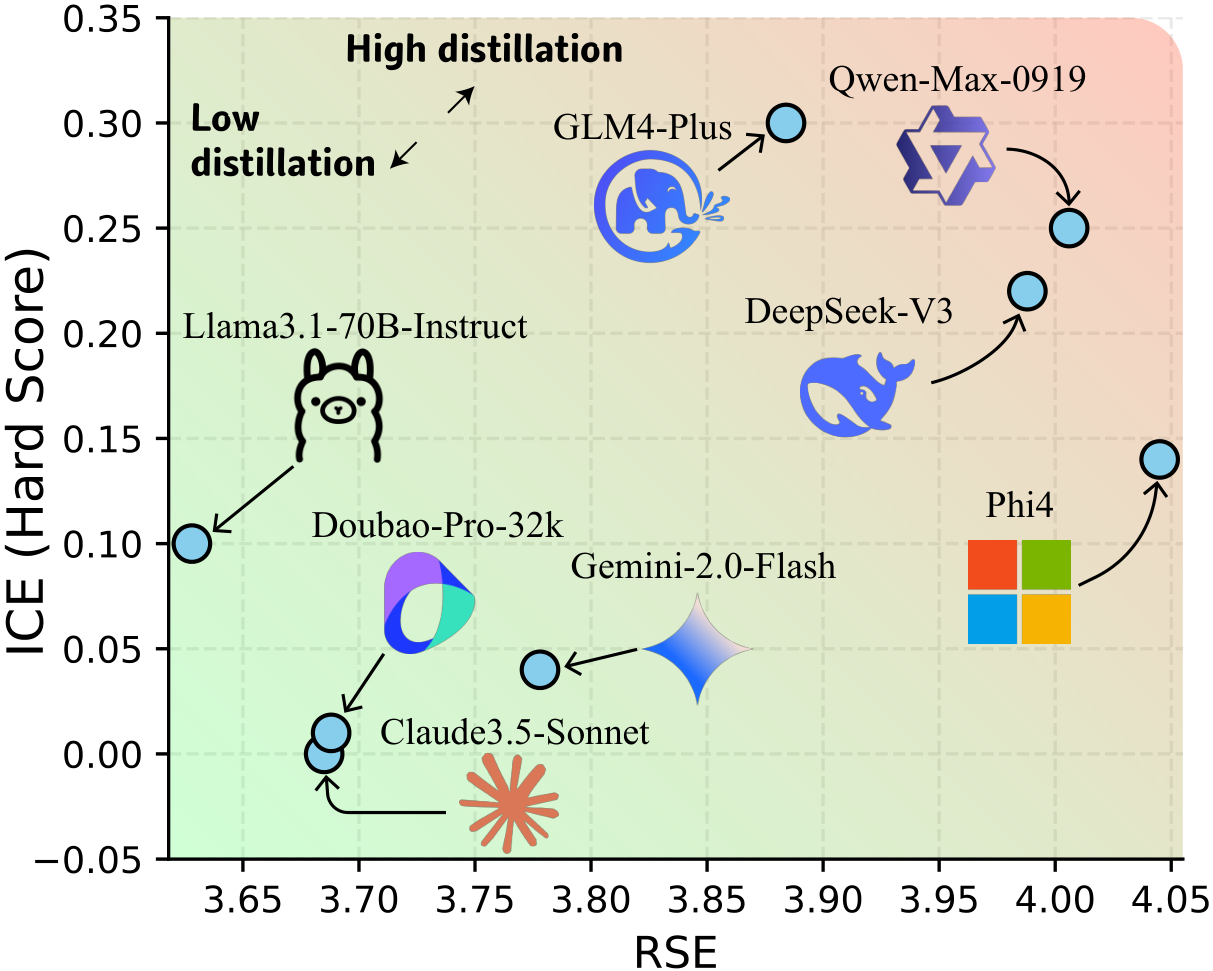 0.35
0.30
0.25
0.20
0.15
0.10
0.05
0.00
−0.05
ICE (Hard Score)
High distillation
Low
distillation
Qwen-Max-0919
GLM4-Plus
DeepSeek-V3
Llama3.1-70B-Instruct
Phi4
Doubao-Pro-32k
Gemini-2.0-Flash
Claude3.5-Sonnet
3.65 3.70 3.75 3.80 3.85 3.90 3.95 4.00 4.05
RSE